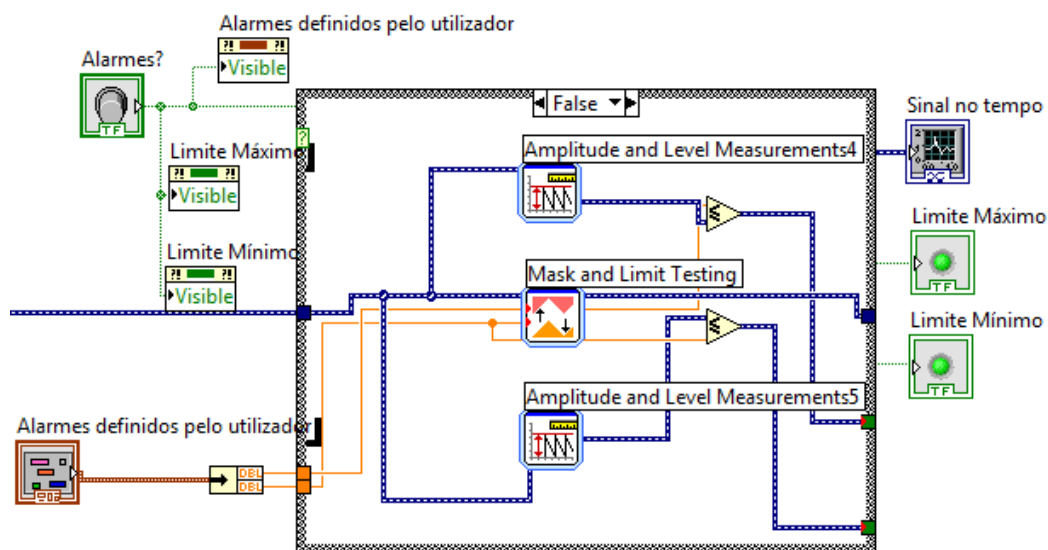 Alarmes definidos pelo utilizador
?! ?!
Visible
Alarmes?
TF
False
Sinal no tempo
?
Limite Máximo
?! ?!
Visible
Amplitude and Level Measurements4
Limite Máximo
TF
Limite Mínimo
?! ?!
Visible
Mask and Limit Testing
Limite Mínimo
TF
Amplitude and Level Measurements5
Alarmes definidos pelo utilizador
DBL
DBL